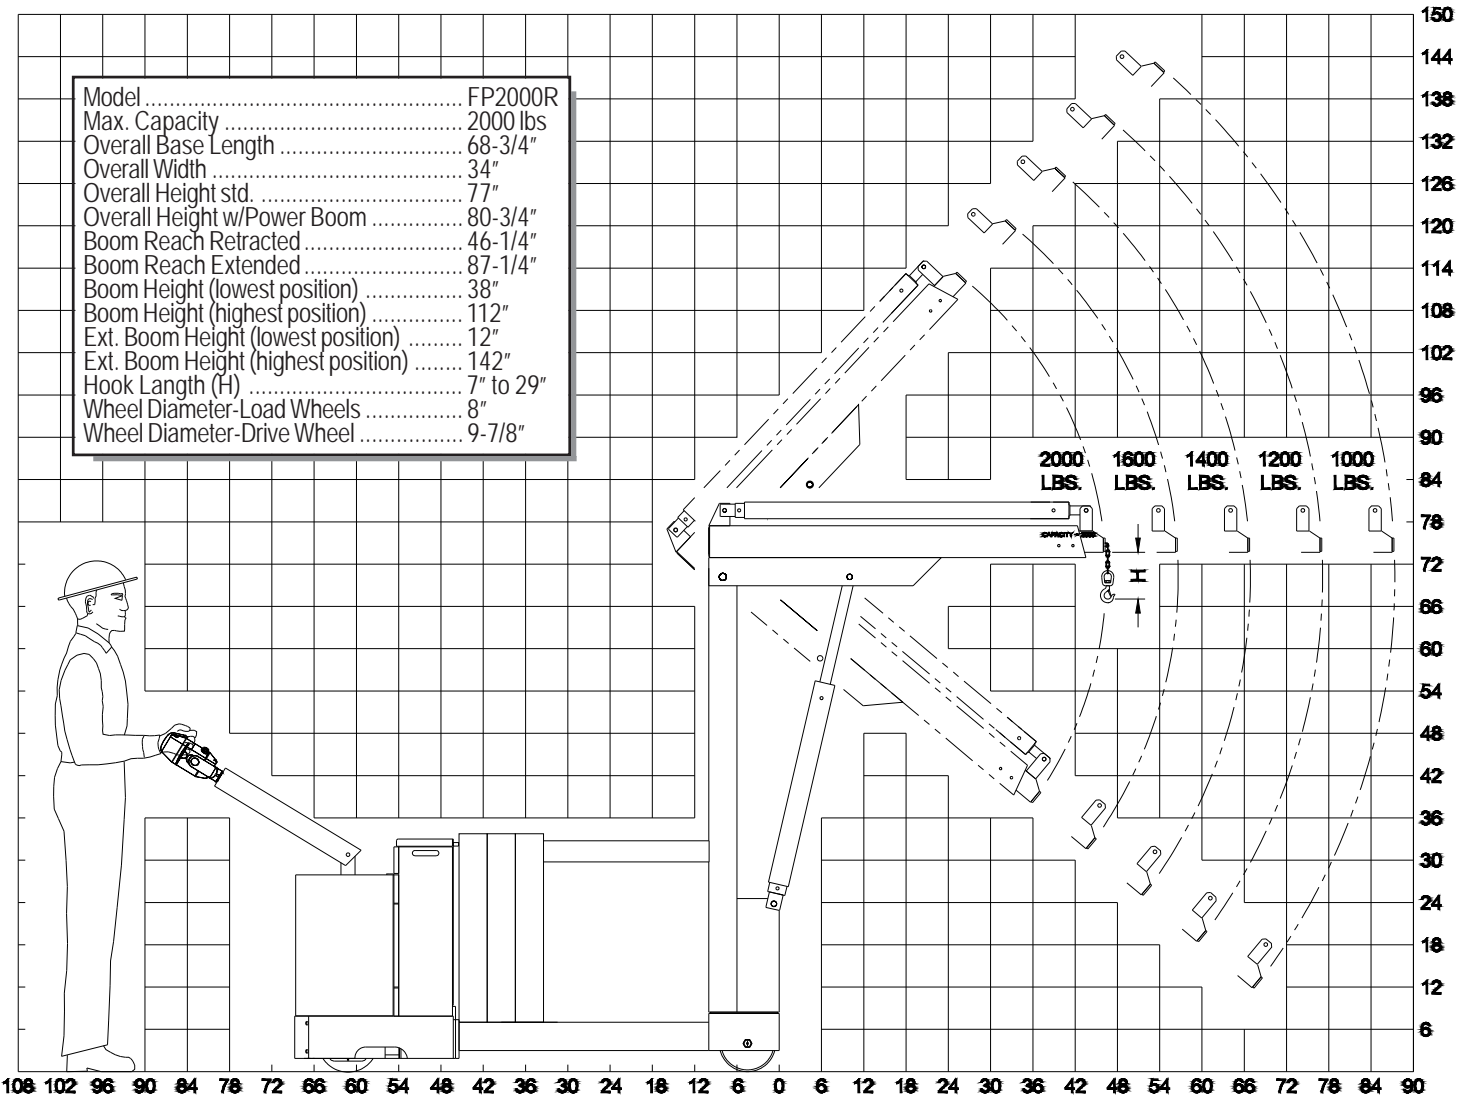 Model ................................................................. FP2000R
Max. Capacity ................................................. 2000 lbs
Overall Base Length ...................................... 68-3/4"
Overall Width .................................................... 34"
Overall Height std. .......................................... 77"
Overall Height w/Power Boom ................... 80-3/4"
Boom Reach Retracted ................................. 46-1/4"
Boom Reach Extended ................................. 87-1/4"
Boom Height (lowest position) .................... 38"
Boom Height (highest position) ................... 112"
Ext. Boom Height (lowest position) ......... 12"
Ext. Boom Height (highest position) ........ 142"
Hook Length (H) ............................................ 7" to 29"
Wheel Diameter-Load Wheels .................... 8"
Wheel Diameter-Drive Wheel ..................... 9-7/8"
150
144
138
132
126
120
114
108
102
96
90
84
78
72
66
60
54
48
42
36
30
24
18
12
6
2000 LBS.
1600 LBS.
1400 LBS.
1200 LBS.
1000 LBS.
CAPACITY
H
108 102 96 90 84 78 72 66 60 54 48 42 36 30 24 18 12 6 0 6 12 18 24 30 36 42 48 54 60 66 72 78 84 90